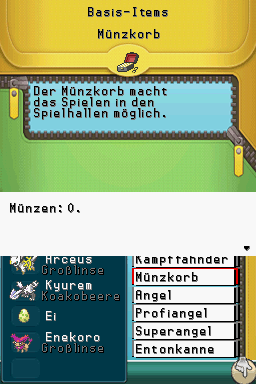 Basis-Items
Münzkorb
Der Münzkorb macht
das Spielen in den
Spielhallen möglich.
Münzen: 0.
Arceus
Großlinse
Kyurem
Koakobeere
Ei
Enekoro
Großlinse
Kampffahnder
Münzkorb
Angel
Profiangel
Superangel
Entonkanne